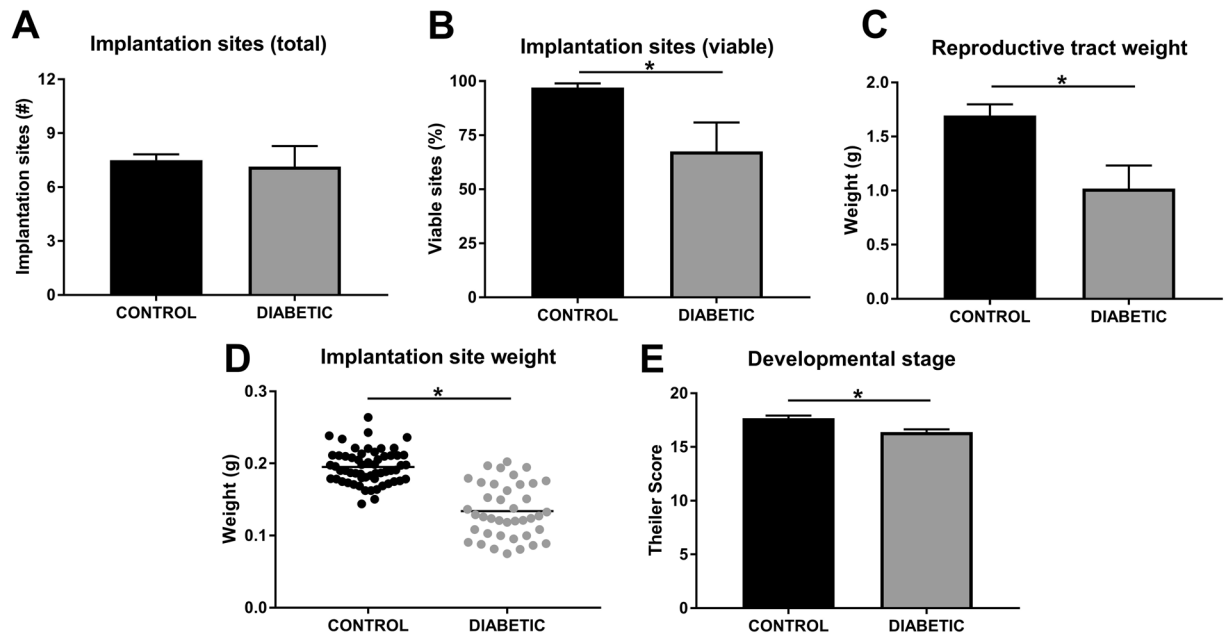 A
Implantation sites (total)
Implantation sites (#)
12
9
6
3
0
CONTROL
DIABETIC
B
Implantation sites (viable)
*
Viable sites (%)
100
75
50
25
0
CONTROL
DIABETIC
C
Reproductive tract weight
*
Weight (g)
2.0
1.5
1.0
0.5
0.0
CONTROL
DIABETIC
D
Implantation site weight
*
Weight (g)
0.3
0.2
0.1
0.0
CONTROL
DIABETIC
E
Developmental stage
*
Theiler Score
20
15
10
5
0
CONTROL
DIABETIC